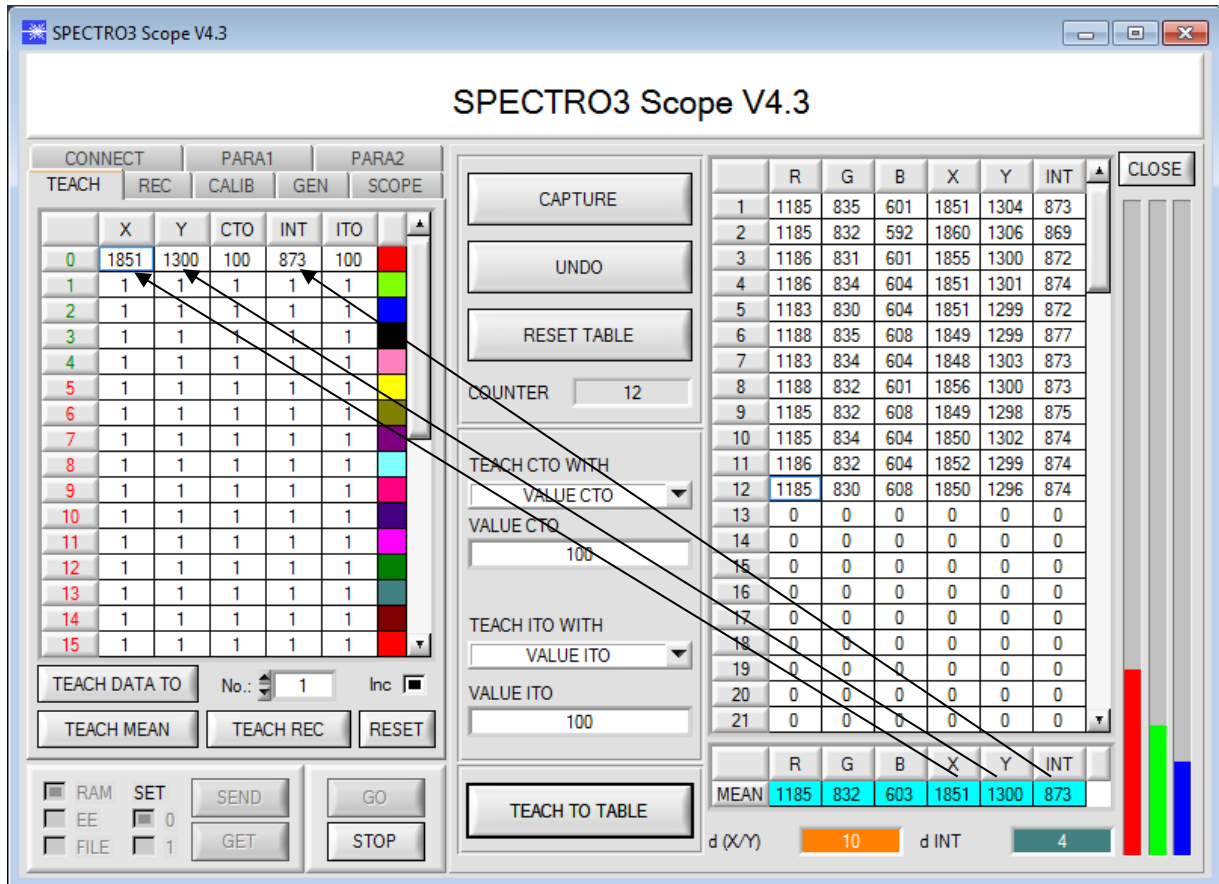 SPECTRO3 Scope V4.3
SPECTRO3 Scope V4.3
CONNECT PARA1 PARA2
TEACH REC CALIB GEN SCOPE
X Y CTO INT ITO
0 1851 1300 100 873 100
1 1 1 1 1 1
2 1 1 1 1 1
3 1 1 1 1 1
4 1 1 1 1 1
5 1 1 1 1 1
6 1 1 1 1 1
7 1 1 1 1 1
8 1 1 1 1 1
9 1 1 1 1 1
10 1 1 1 1 1
11 1 1 1 1 1
12 1 1 1 1 1
13 1 1 1 1 1
14 1 1 1 1 1
15 1 1 1 1 1
TEACH DATA TO No.: 1 Inc
TEACH MEAN TEACH REC RESET
RAM SET SEND GO
EE 0
FILE 1 GET STOP
CAPTURE
UNDO
RESET TABLE
COUNTER 12
TEACH CTO WITH
VALUE CTO
VALUE CTO
100
TEACH ITO WITH
VALUE ITO
VALUE ITO
100
TEACH TO TABLE
R G B X Y INT
1 1185 835 601 1851 1304 873
2 1185 832 592 1860 1306 869
3 1186 831 601 1855 1300 872
4 1186 834 604 1851 1301 874
5 1183 830 604 1851 1299 872
6 1188 835 608 1849 1299 877
7 1183 834 604 1848 1303 873
8 1188 832 601 1856 1300 873
9 1185 832 608 1849 1298 875
10 1185 834 604 1850 1302 874
11 1186 832 604 1852 1299 874
12 1185 830 608 1850 1296 874
13 0 0 0 0 0 0
14 0 0 0 0 0 0
15 0 0 0 0 0 0
16 0 0 0 0 0 0
17 0 0 0 0 0 0
18 0 0 0 0 0 0
19 0 0 0 0 0 0
20 0 0 0 0 0 0
21 0 0 0 0 0 0
R G B X Y INT
MEAN 1185 832 603 1851 1300 873
d (X/Y) 10 d INT 4
CLOSE